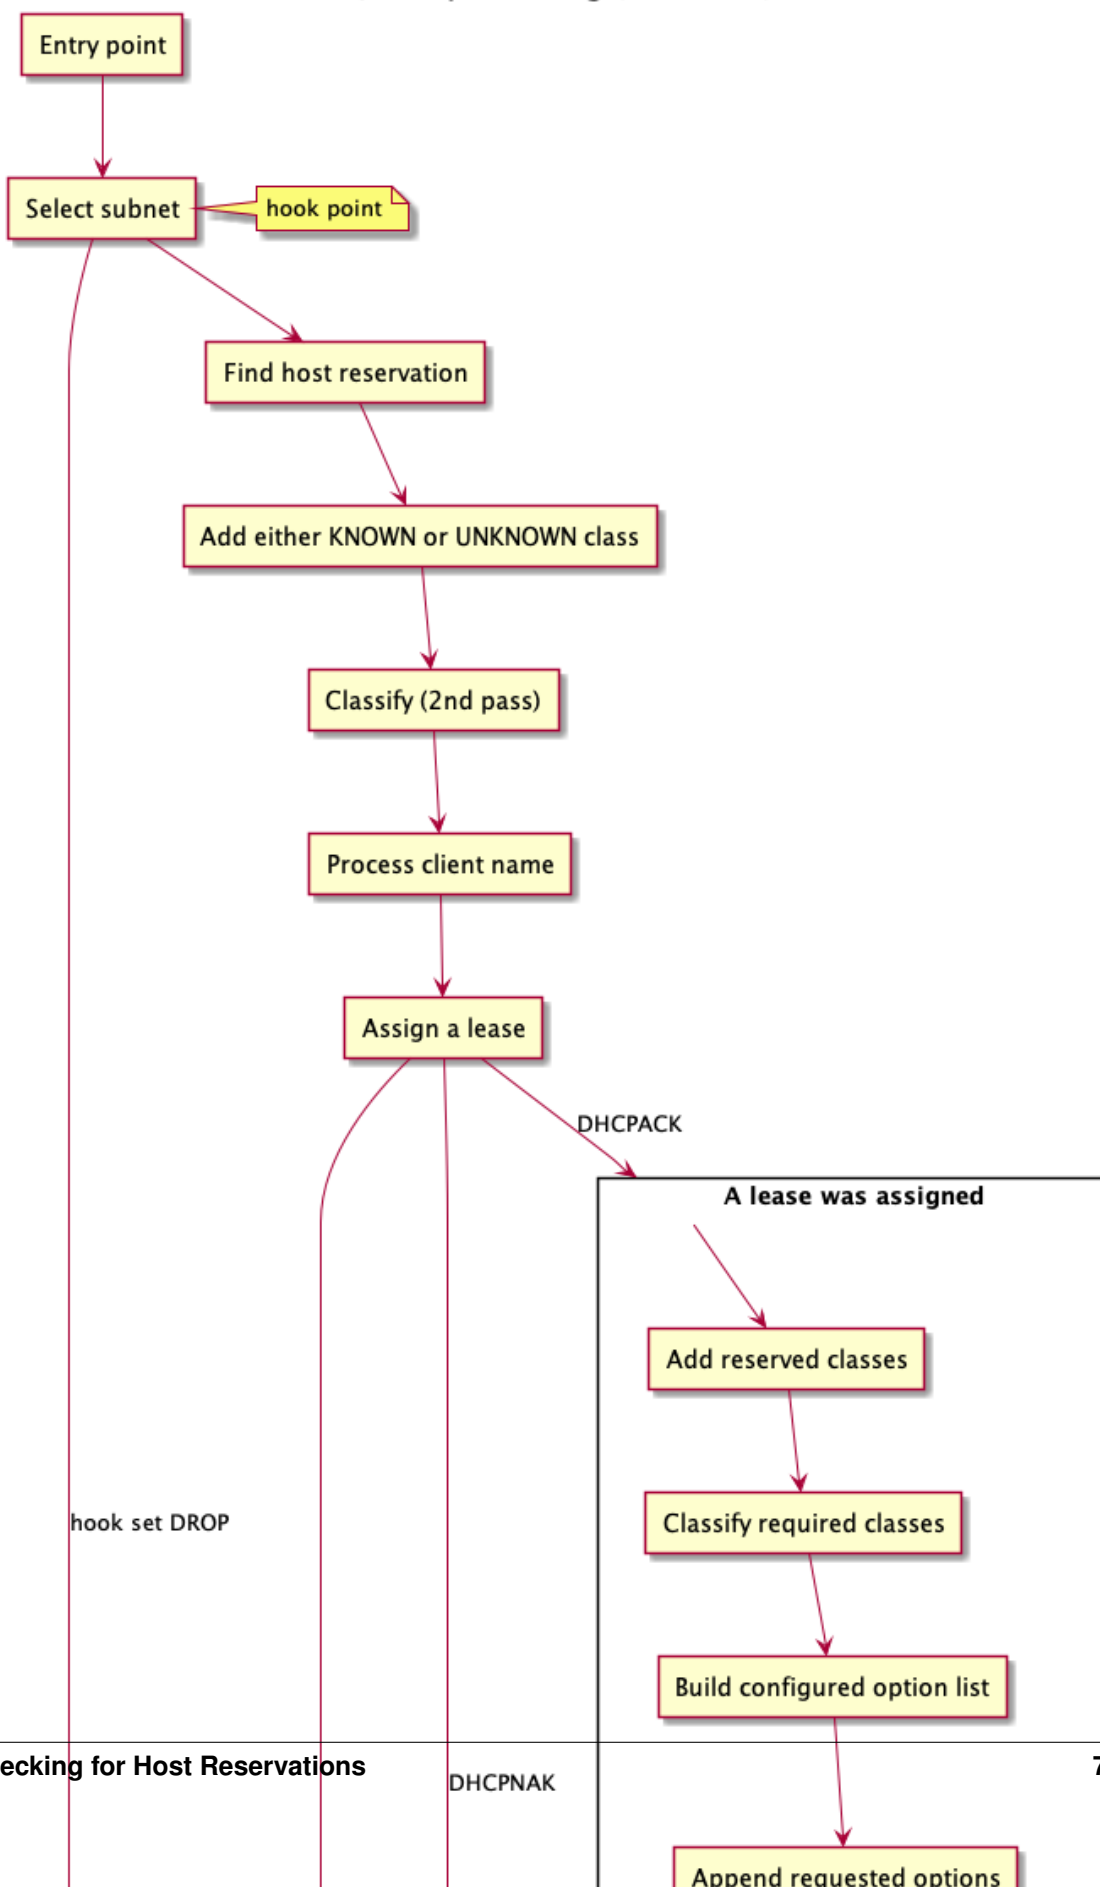 Entry point
Select subnet
hook point
Find host reservation
Add either KNOWN or UNKNOWN class
Classify (2nd pass)
Process client name
Assign a lease
DHCPACK
A lease was assigned
Add reserved classes
Classify required classes
hook set DROP
Build configured option list
ecking for Host Reservations
7
DHCPNAK
Append requested options